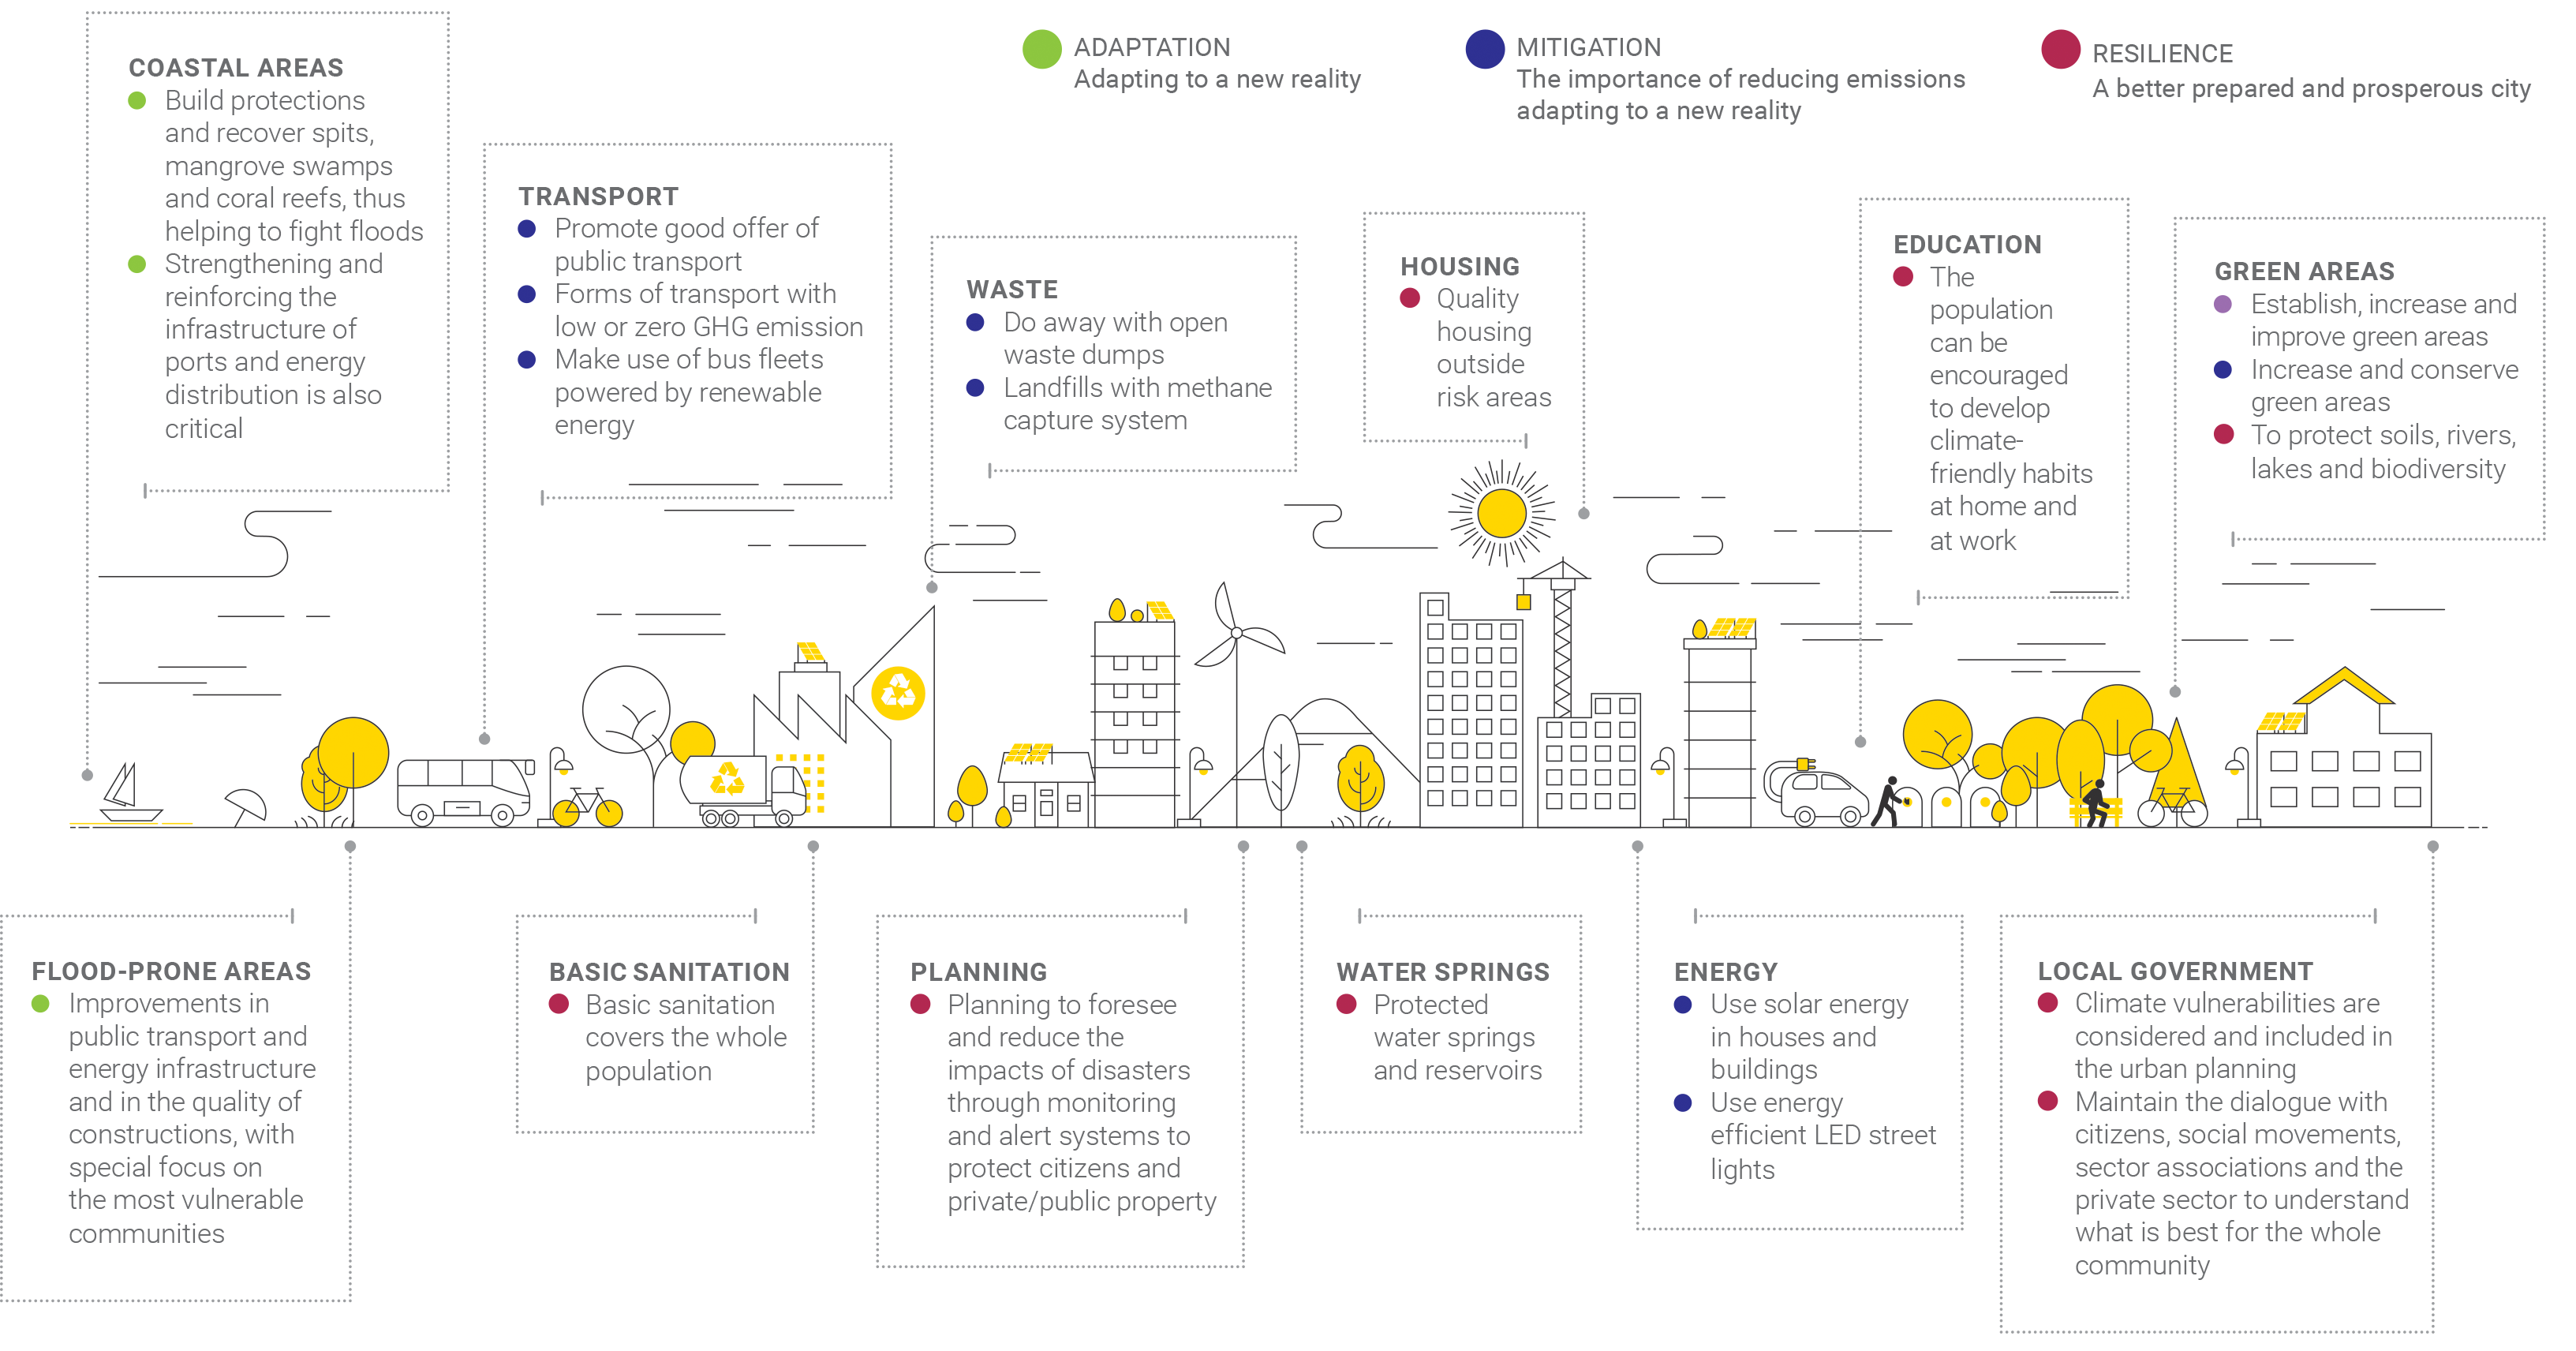 ADAPTATION
Adapting to a new reality
MITIGATION
The importance of reducing emissions
adapting to a new reality
RESILIENCE
A better prepared and prosperous city
COASTAL AREAS
Build protections
and recover spits,
mangrove swamps
and coral reefs, thus
helping to fight floods
Strengthening and
reinforcing the
infrastructure of
ports and energy
distribution is also
critical
TRANSPORT
Promote good offer of
public transport
Forms of transport with
low or zero GHG emission
Make use of bus fleets
powered by renewable
energy
WASTE
Do away with open
waste dumps
Landfills with methane
capture system
HOUSING
Quality
housing
outside
risk areas
EDUCATION
The
population
can be
encouraged
to develop
climate-
friendly habits
at home and
at work
GREEN AREAS
Establish, increase and
improve green areas
Increase and conserve
green areas
To protect soils, rivers,
lakes and biodiversity
FLOOD-PRONE AREAS
Improvements in
public transport and
energy infrastructure
and in the quality of
constructions, with
special focus on
the most vulnerable
communities
BASIC SANITATION
Basic sanitation
covers the whole
population
PLANNING
Planning to foresee
and reduce the
impacts of disasters
through monitoring
and alert systems to
protect citizens and
private/public property
WATER SPRINGS
Protected
water springs
and reservoirs
ENERGY
Use solar energy
in houses and
buildings
Use energy
efficient LED street
lights
LOCAL GOVERNMENT
Climate vulnerabilities are
considered and included in
the urban planning
Maintain the dialogue with
citizens, social movements,
sector associations and the
private sector to understand
what is best for the whole
community